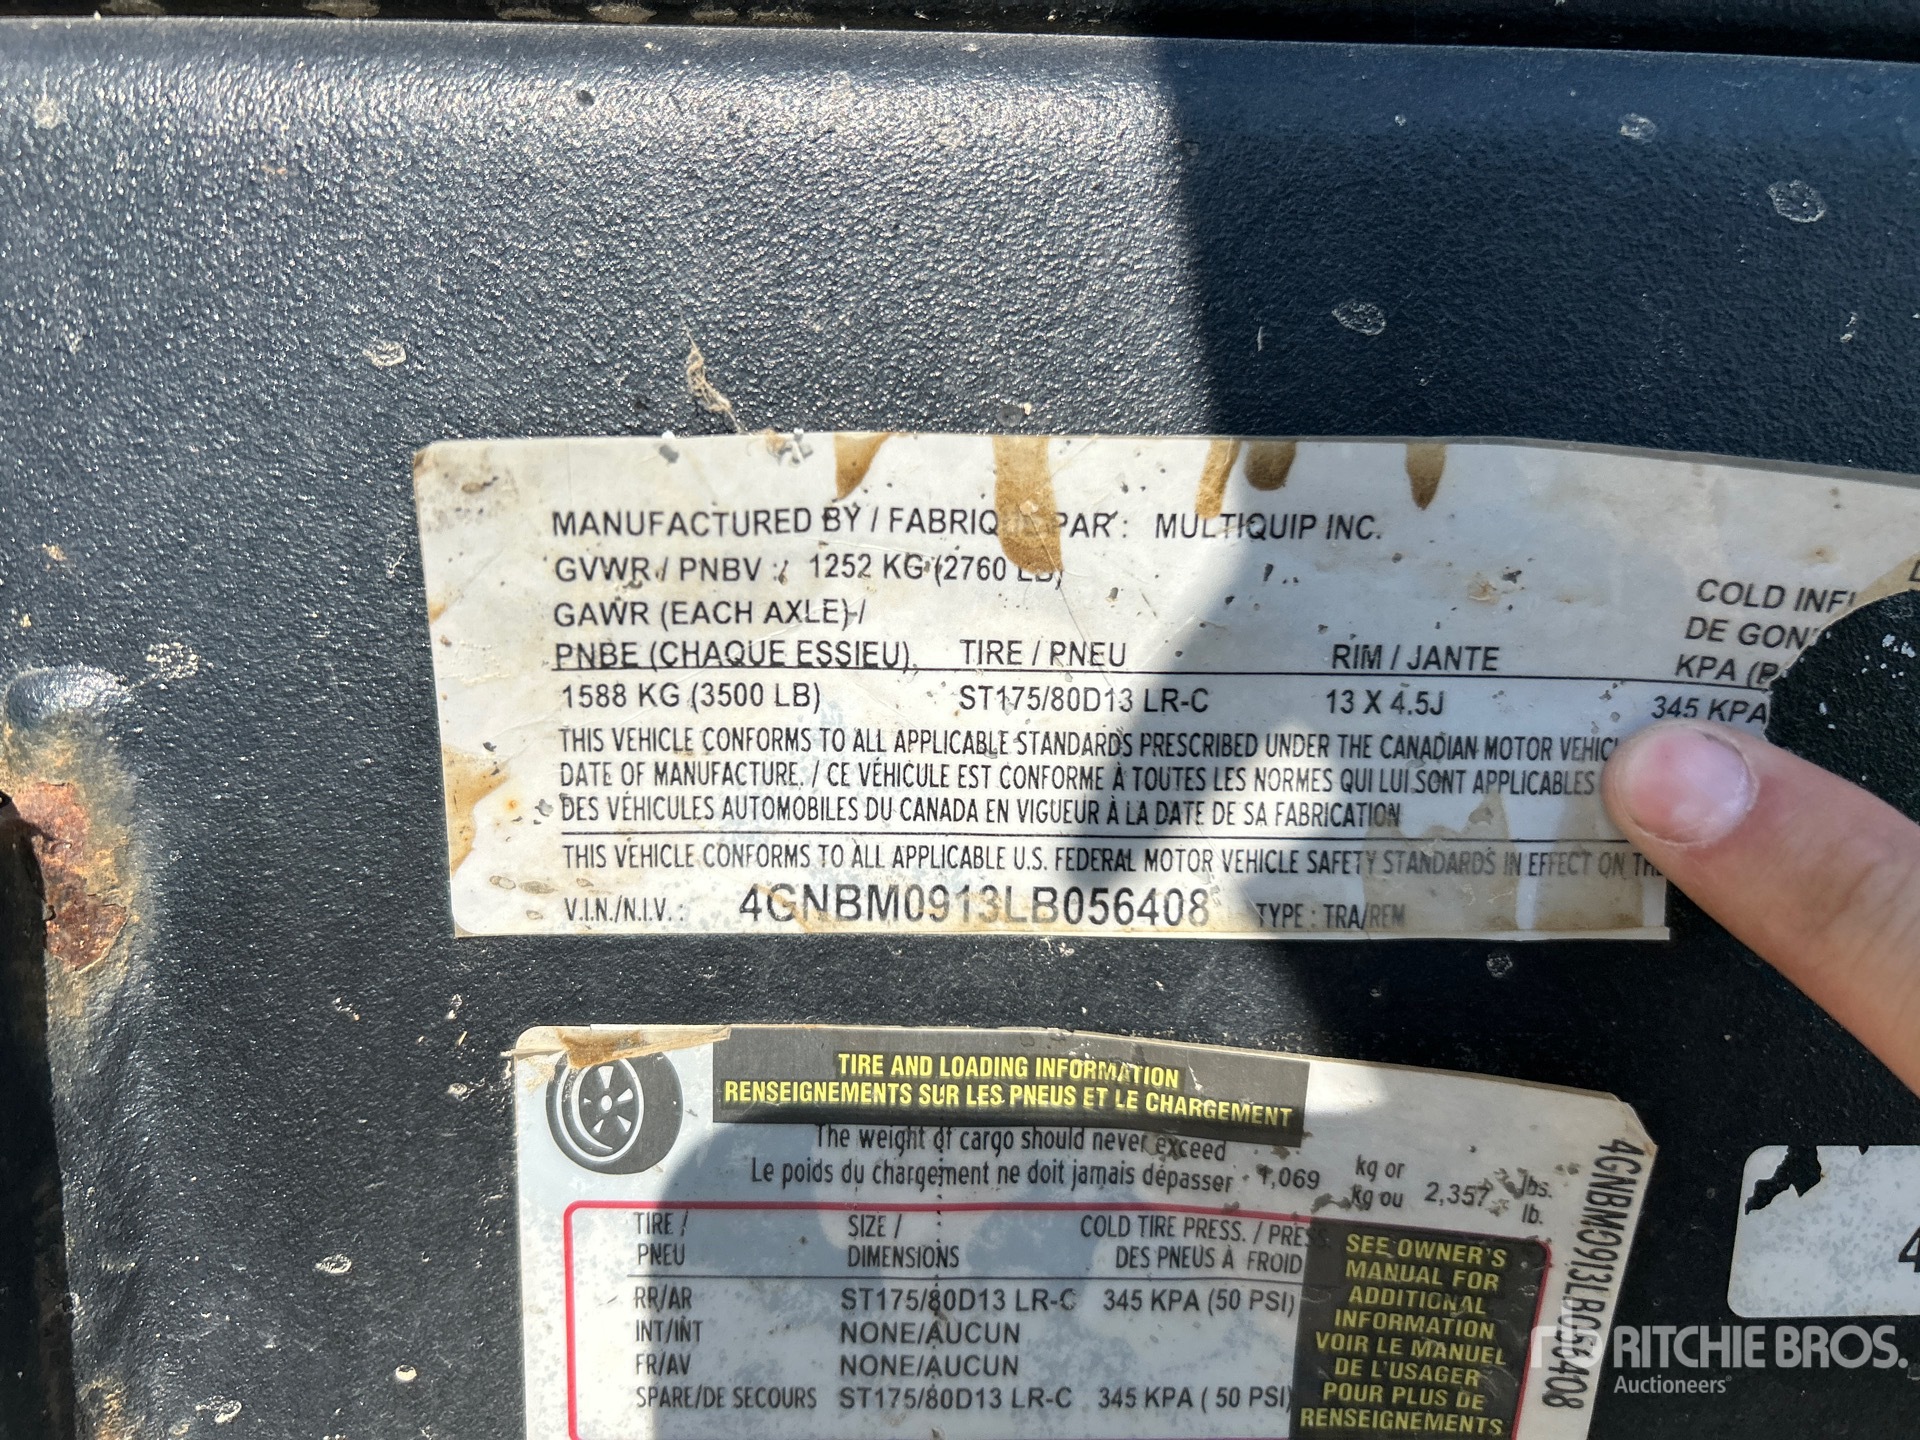 MANUFACTURED BY / FABRIQ PAR : MULTIQUIP INC.
GVWR / PNBV : 1252 KG (2760 LB)
GAWR (EACH AXLE) /
COLD INF
DE GON
PNBE (CHAQUE ESSIEU) TIRE / PNEU RIM / JANTE KPA (P
1588 KG (3500 LB) ST175/80D13 LR-C 13 X 4.5J 345 KPA
THIS VEHICLE CONFORMS TO ALL APPLICABLE STANDARDS PRESCRIBED UNDER THE CANADIAN MOTOR VEHIC
DATE OF MANUFACTURE. / CE VÉHICULE EST CONFORME À TOUTES LES NORMES QUI LUI SONT APPLICABLES
DES VÉHICULES AUTOMOBILES DU CANADA EN VIGUEUR À LA DATE DE SA FABRICATION
THIS VEHICLE CONFORMS TO ALL APPLICABLE U.S. FEDERAL MOTOR VEHICLE SAFETY STANDARDS IN EFFECT ON TH
V.I.N./N.I.V.: 4GNBM0913LB056408 TYPE : TRA/REM
TIRE AND LOADING INFORMATION
RENSEIGNEMENTS SUR LES PNEUS ET LE CHARGEMENT
The weight of cargo should never exceed
Le poids du chargement ne doit jamais dépasser 1,069 kg or
kg ou 2,357 lbs.
lb.
TIRE / SIZE / COLD TIRE PRESS. / PRES
PNEU DIMENSIONS DES PNEUS À FROID
RR/AR ST175/80D13 LR-C 345 KPA (50 PSI)
INT/INT NONE/AUCUN
FR/AV NONE/AUCUN
SPARE/DE SECOURS ST175/80D13 LR-C 345 KPA ( 50 PSI)
SEE OWNER'S
MANUAL FOR
ADDITIONAL
INFORMATION
VOIR LE MANUEL
DE L'USAGER
POUR PLUS DE
RENSEIGNEMENTS
4GNBM0913LB056408
4
RITCHIE BROS.
Auctioneers